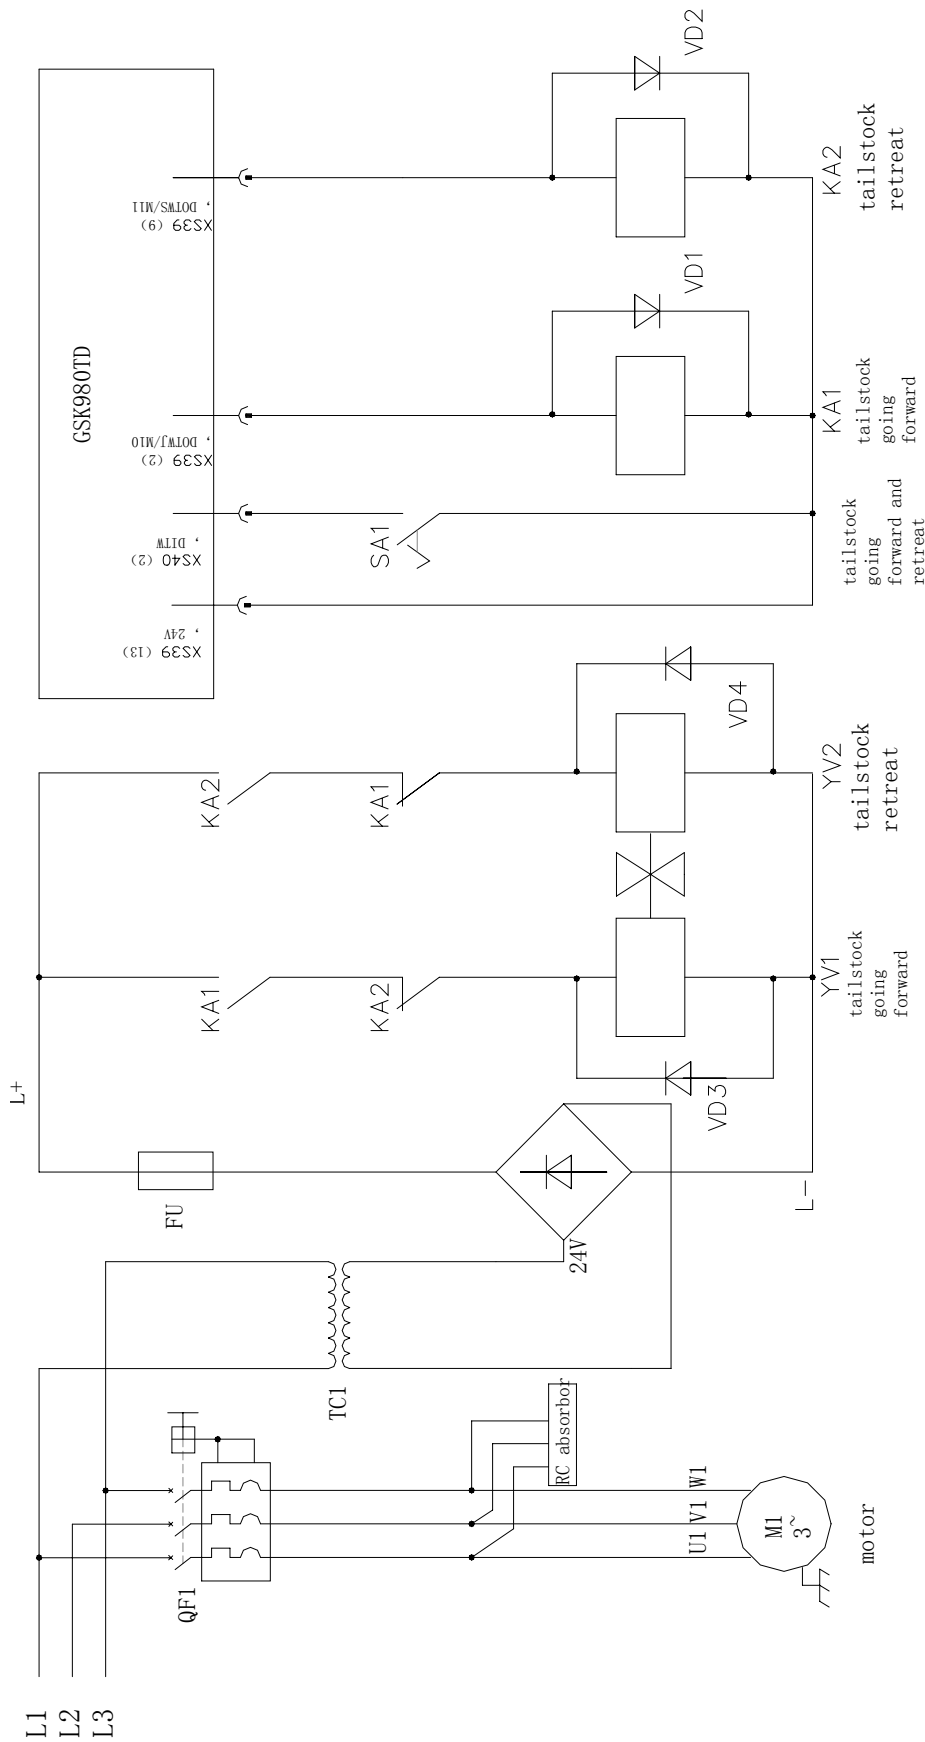 L1
L2
L3
QF1
U1 V1 W1
M1
3~
motor
RC absorbor
TC1
24V
FU
L+
L-
KA1
KA2
VD3
YV1
tailstock
going
forward
KA2
KA1
VD4
YV2
tailstock
retreat
GSK980TD
XS39 (13)
, 24V
XS40 (2)
, DITW
XS39 (2)
, DOTWJ/M10
XS39 (9)
, DOTWS/M11
SA1
tailstock
going
forward and
retreat
VD1
KA1
tailstock
going
forward
VD2
KA2
tailstock
retreat